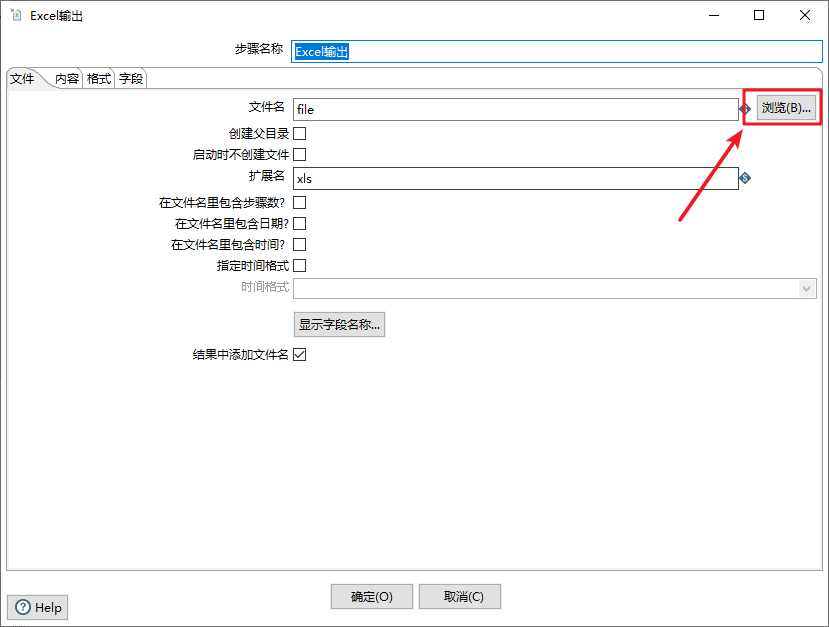 Excel输出
步骤名称 Excel输出
文件 内容 格式 字段
文件名 file 浏览(B)...
创建父目录
启动时不创建文件
扩展名 xls
在文件名里包含步骤数?
在文件名里包含日期?
在文件名里包含时间?
指定时间格式
时间格式
显示字段名称...
结果中添加文件名
确定(O) 取消(C)
Help